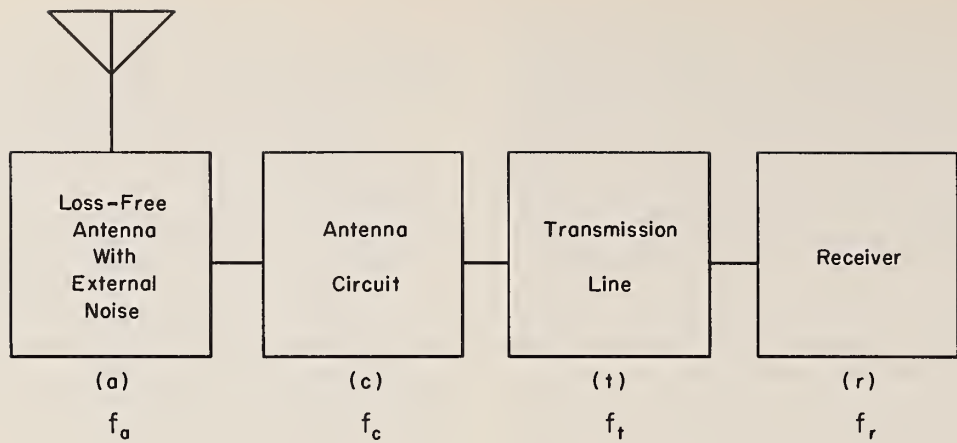 Loss-Free
Antenna
With
External
Noise
Antenna
Circuit
Transmission
Line
Receiver
(a)
(c)
(t)
(r)
fa
fc
ft
fr